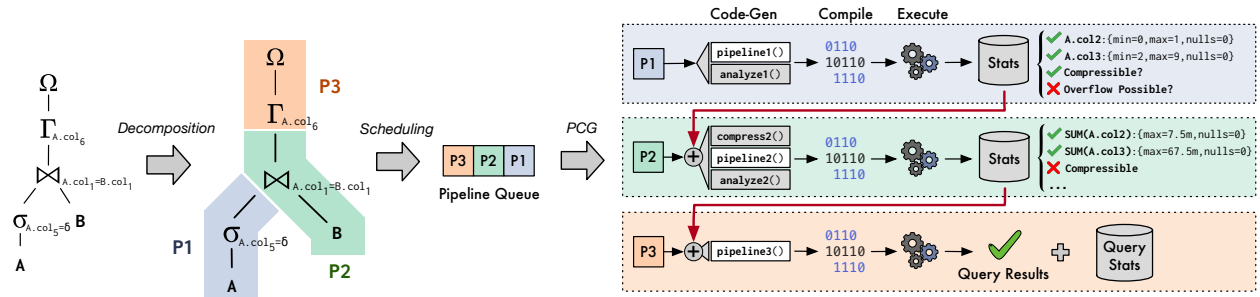 Ω
ΓA.col6
⋈A.col1=B.col1
σA.col5=δ
B
A
Decomposition
Ω
P3
ΓA.col6
⋈A.col1=B.col1
P1
σA.col5=δ
B
P2
A
Scheduling
P3 P2 P1
Pipeline Queue
PCG
Code-Gen Compile Execute
P1
pipeline1()
analyze1()
0110
10110
1110
Stats
A.col2:{min=0,max=1,nulls=0}
A.col3:{min=2,max=9,nulls=0}
Compressible?
Overflow Possible?
P2
compress2()
pipeline2()
analyze2()
0110
10110
1110
Stats
SUM(A.col2):{max=7.5m,nulls=0}
SUM(A.col3):{max=67.5m,nulls=0}
Compressible
...
P3
pipeline3()
0110
10110
1110
Query Results
Query
Stats